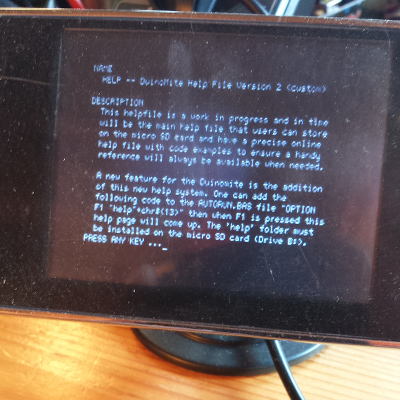 NAME
HELP -- DuinoMite Help File Version 2 (custom)
DESCRIPTION
This helpfile is a work in progress and in time
will be the main help file that users can store
on the micro SD card and have a precise online
help file with code examples to ensure a handy
reference will always be available when needed.
A new feature for the Duinomite is the addition
of this new help system. One can add the
following code to the AUTORUN.BAS file "OPTION
F1 "help"+chr$(13)" then when F1 is pressed this
help page will come up. The 'help' folder must
be installed on the micro SD card (Drive B:).
PRESS ANY KEY ..._